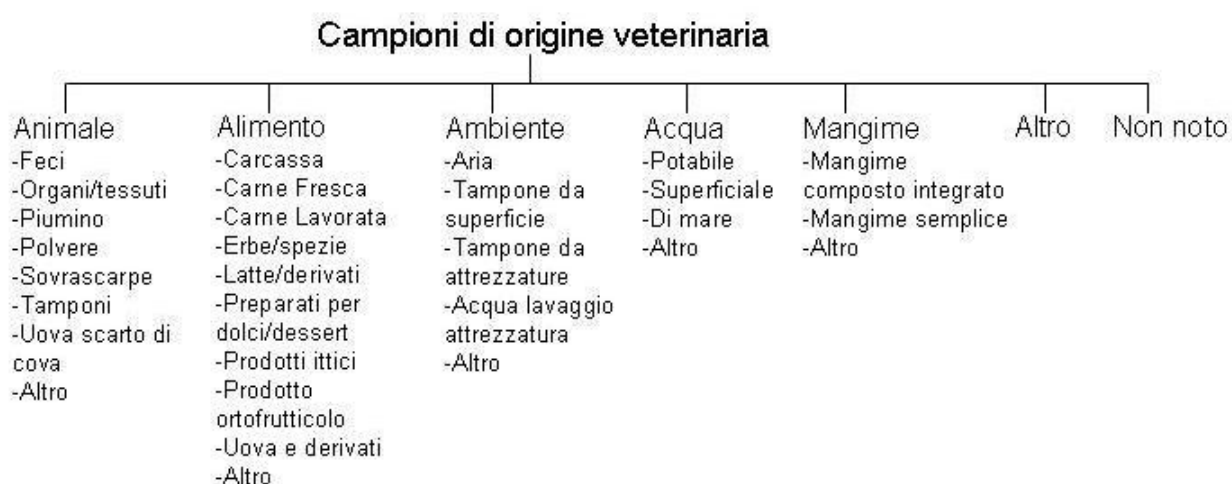 Campioni di origine veterinaria
Animale
-Feci
-Organi/tessuti
-Piumino
-Polvere
-Sovrascarpe
-Tamponi
-Uova scarto di
cova
-Altro
Alimento
-Carcassa
-Carne Fresca
-Carne Lavorata
-Erbe/spezie
-Latte/derivati
-Preparati per
dolci/dessert
-Prodotti ittici
-Prodotto
ortofrutticolo
-Uova e derivati
-Altro
Ambiente
-Aria
-Tampone da
superficie
-Tampone da
attrezzature
-Acqua lavaggio
attrezzatura
-Altro
Acqua
-Potabile
-Superficiale
-Di mare
-Altro
Mangime
-Mangime
composto integrato
-Mangime semplice
-Altro
Altro
Non noto